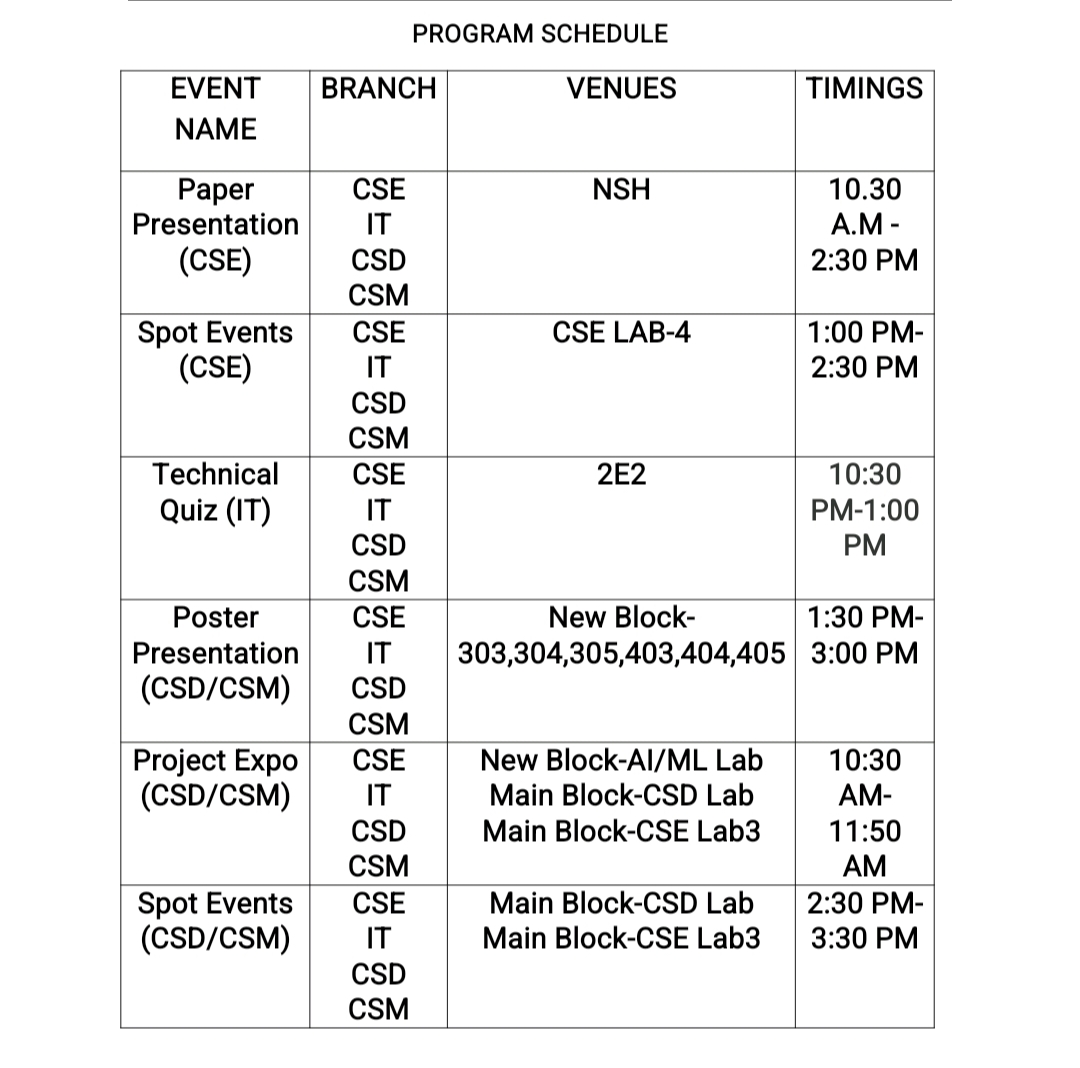 PROGRAM SCHEDULE
EVENT NAME | BRANCH | VENUES | TIMINGS
Paper
Presentation
(CSE)
CSE
IT
CSD
CSM
NSH
10.30
A.M -
2:30 PM
Spot Events
(CSE)
CSE
IT
CSD
CSM
CSE LAB-4
1:00 PM-
2:30 PM
Technical
Quiz (IT)
CSE
IT
CSD
CSM
2E2
10:30
PM-1:00
PM
Poster
Presentation
(CSD/CSM)
CSE
IT
CSD
CSM
New Block-
303,304,305,403,404,405
1:30 PM-
3:00 PM
Project Expo
(CSD/CSM)
CSE
IT
CSD
CSM
New Block-AI/ML Lab
Main Block-CSD Lab
Main Block-CSE Lab3
10:30
AM-
11:50
AM
Spot Events
(CSD/CSM)
CSE
IT
CSD
CSM
Main Block-CSD Lab
Main Block-CSE Lab3
2:30 PM-
3:30 PM